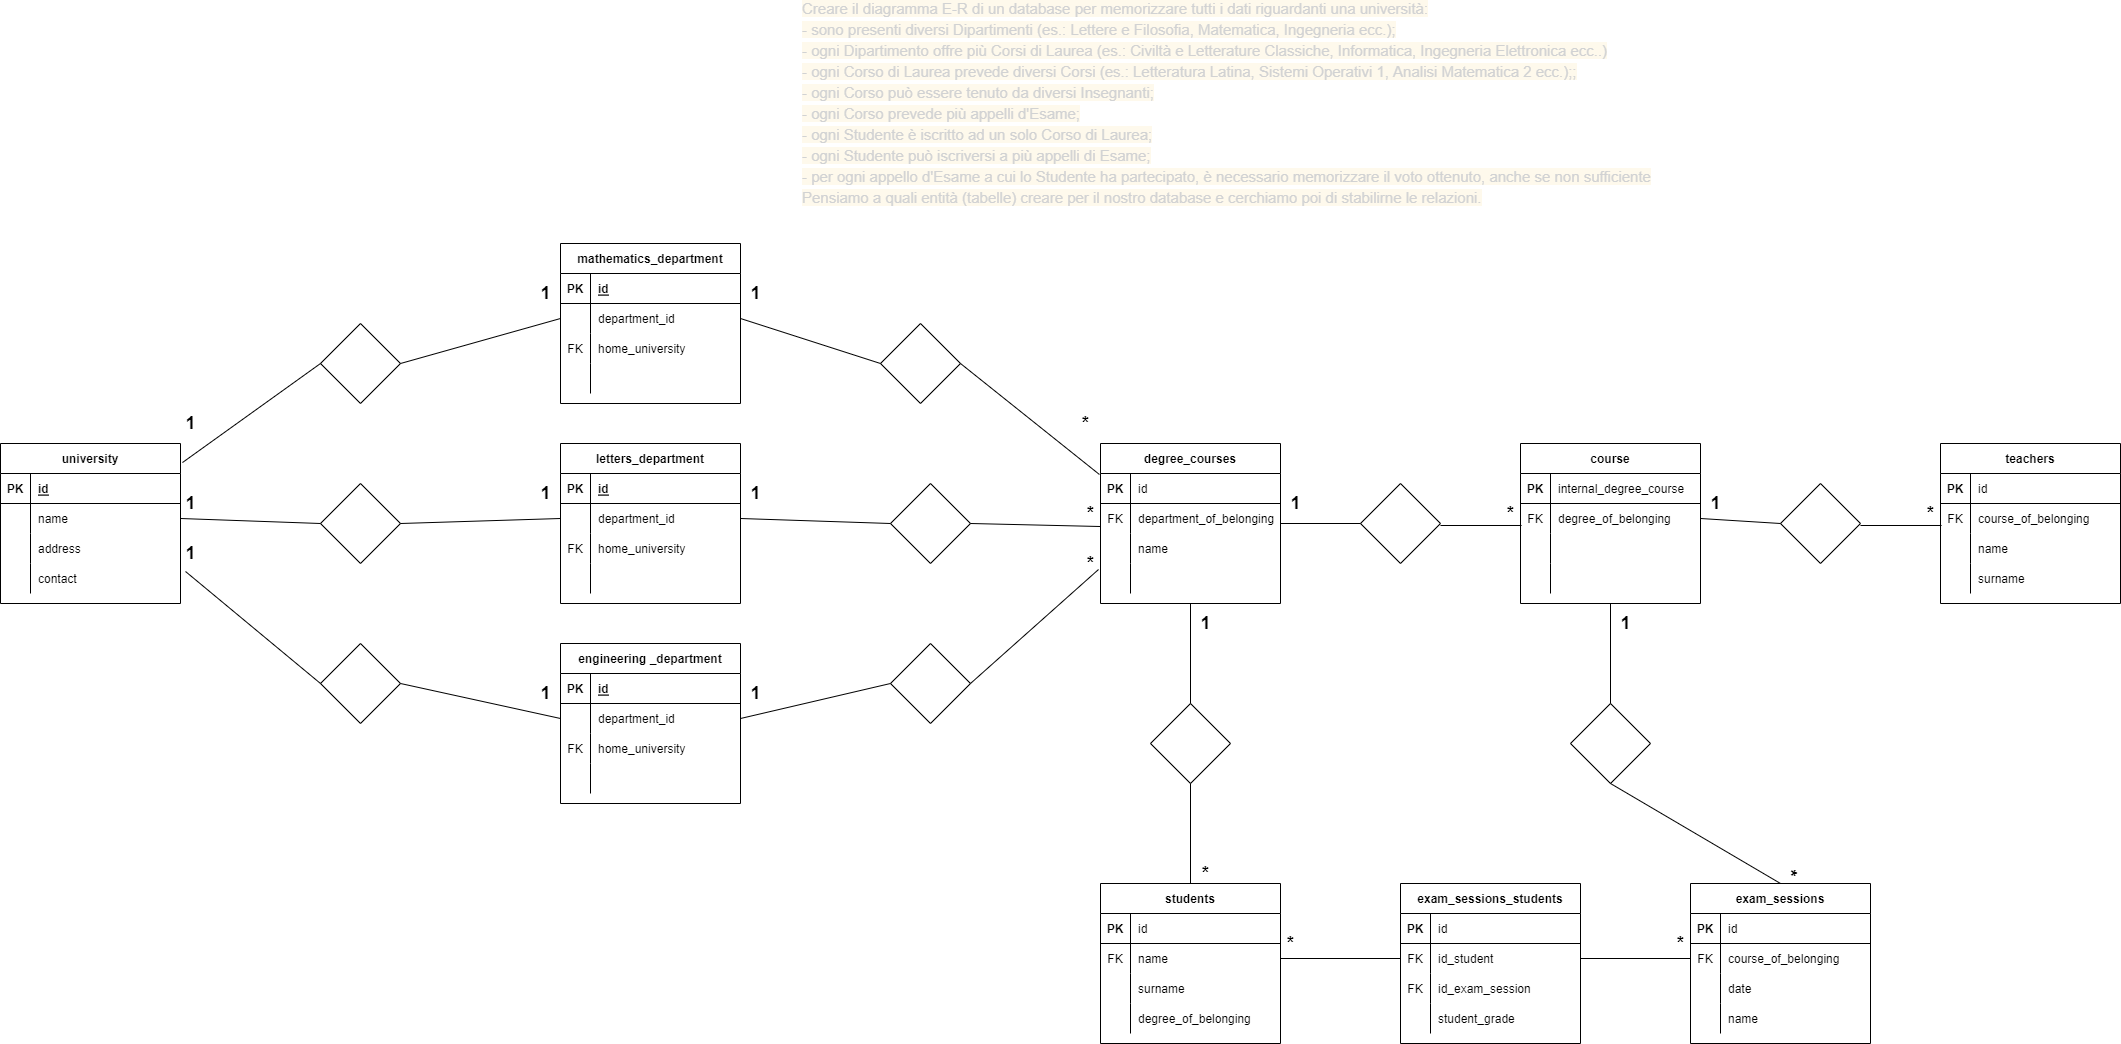 Creare il diagramma E-R di un database per memorizzare tutti i dati riguardanti una università:
- sono presenti diversi Dipartimenti (es.: Lettere e Filosofia, Matematica, Ingegneria ecc.);
- ogni Dipartimento offre più Corsi di Laurea (es.: Civiltà e Letterature Classiche, Informatica, Ingegneria Elettronica ecc..)
- ogni Corso di Laurea prevede diversi Corsi (es.: Letteratura Latina, Sistemi Operativi 1, Analisi Matematica 2 ecc.);;
- ogni Corso può essere tenuto da diversi Insegnanti;
- ogni Corso prevede più appelli d'Esame;
- ogni Studente è iscritto ad un solo Corso di Laurea;
- ogni Studente può iscriversi a più appelli di Esame;
- per ogni appello d'Esame a cui lo Studente ha partecipato, è necessario memorizzare il voto ottenuto, anche se non sufficiente
Pensiamo a quali entità (tabelle) creare per il nostro database e cerchiamo poi di stabilirne le relazioni.
mathematics_department
1 PK id 1
department_id
FK home_university
1
*
university
PK id
name
address
contact
1
1
letters_department
1 PK id 1
department_id
FK home_university
*
*
degree_courses
PK id
FK department_of_belonging
name
1
*
course
PK internal_degree_course
FK degree_of_belonging
1
*
teachers
PK id
FK course_of_belonging
name
surname
engineering _department
1 PK id 1
department_id
FK home_university
1
1
*
*
students
PK id
FK name
surname
degree_of_belonging
*
exam_sessions_students
PK id
FK id_student
FK id_exam_session
student_grade
*
exam_sessions
PK id
FK course_of_belonging
date
name